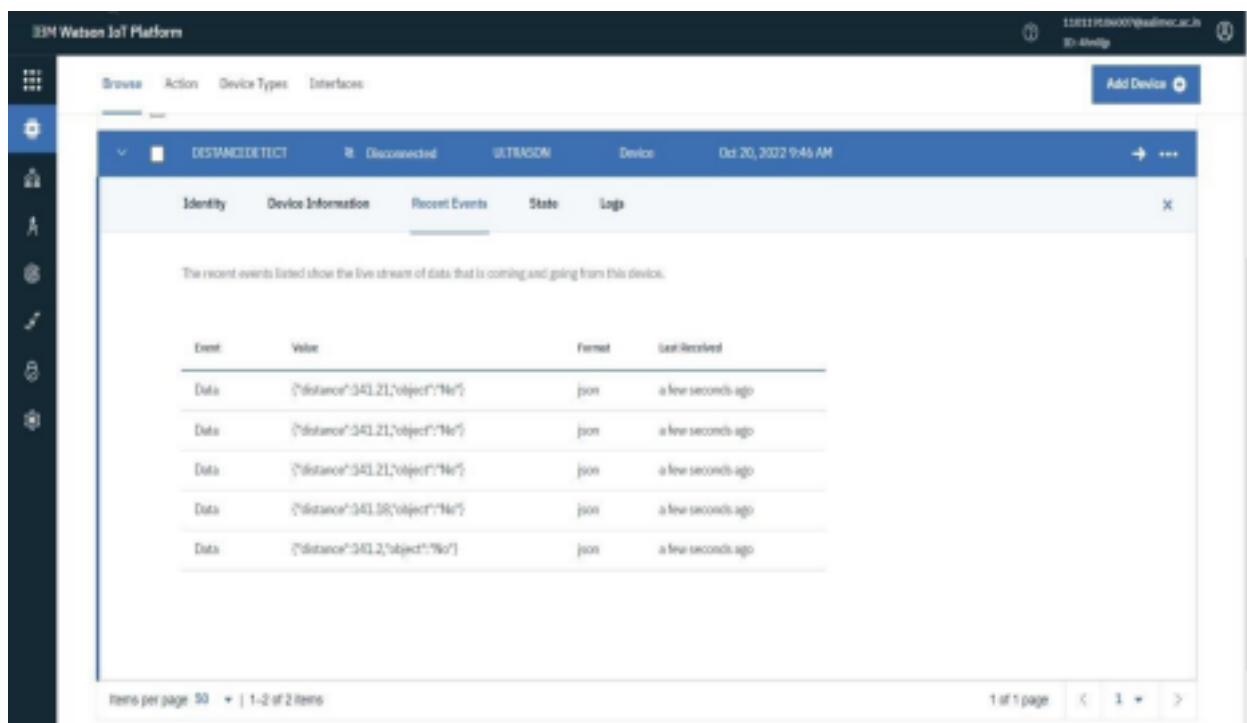 IBM Watson IoT Platform
Browse Action Device Types Interfaces
Add Device
DISTANCEDETECT Disconnected ULTRASON Device Oct 20, 2022 9:46 AM
Identity Device Information Recent Events State Logs
The recent events listed show the live stream of data that is coming and going from this device.
Event Value Format Last Received
Data {"distance":141.21,"object":"No"} json a few seconds ago
Data {"distance":141.21,"object":"No"} json a few seconds ago
Data {"distance":141.21,"object":"No"} json a few seconds ago
Data {"distance":141.18,"object":"No"} json a few seconds ago
Data {"distance":141.2,"object":"No"} json a few seconds ago
Items per page 50 | 1–2 of 2 items 1 of 1 page 1